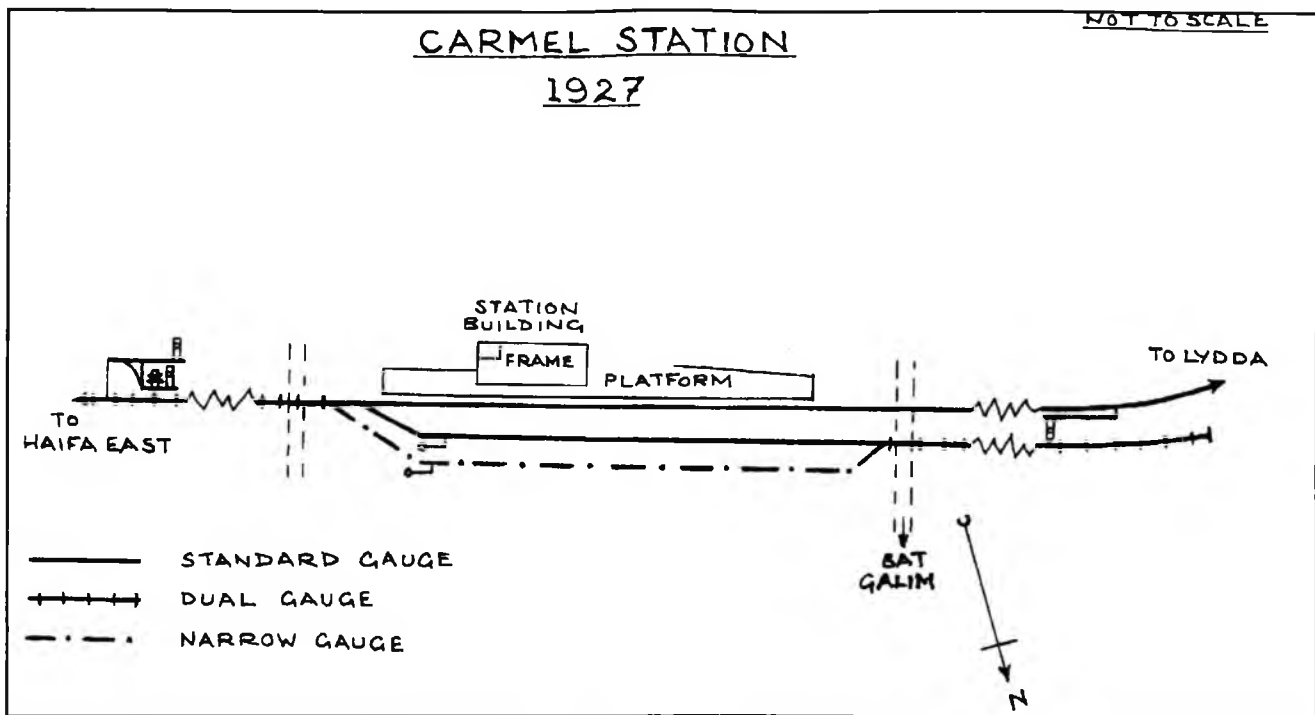 NOT TO SCALE
CARMEL STATION
1927
STATION
BUILDING
FRAME
PLATFORM
TO LYDDA
TO
HAIFA EAST
BAT
GALIM
STANDARD GAUGE
DUAL GAUGE
NARROW GAUGE
N